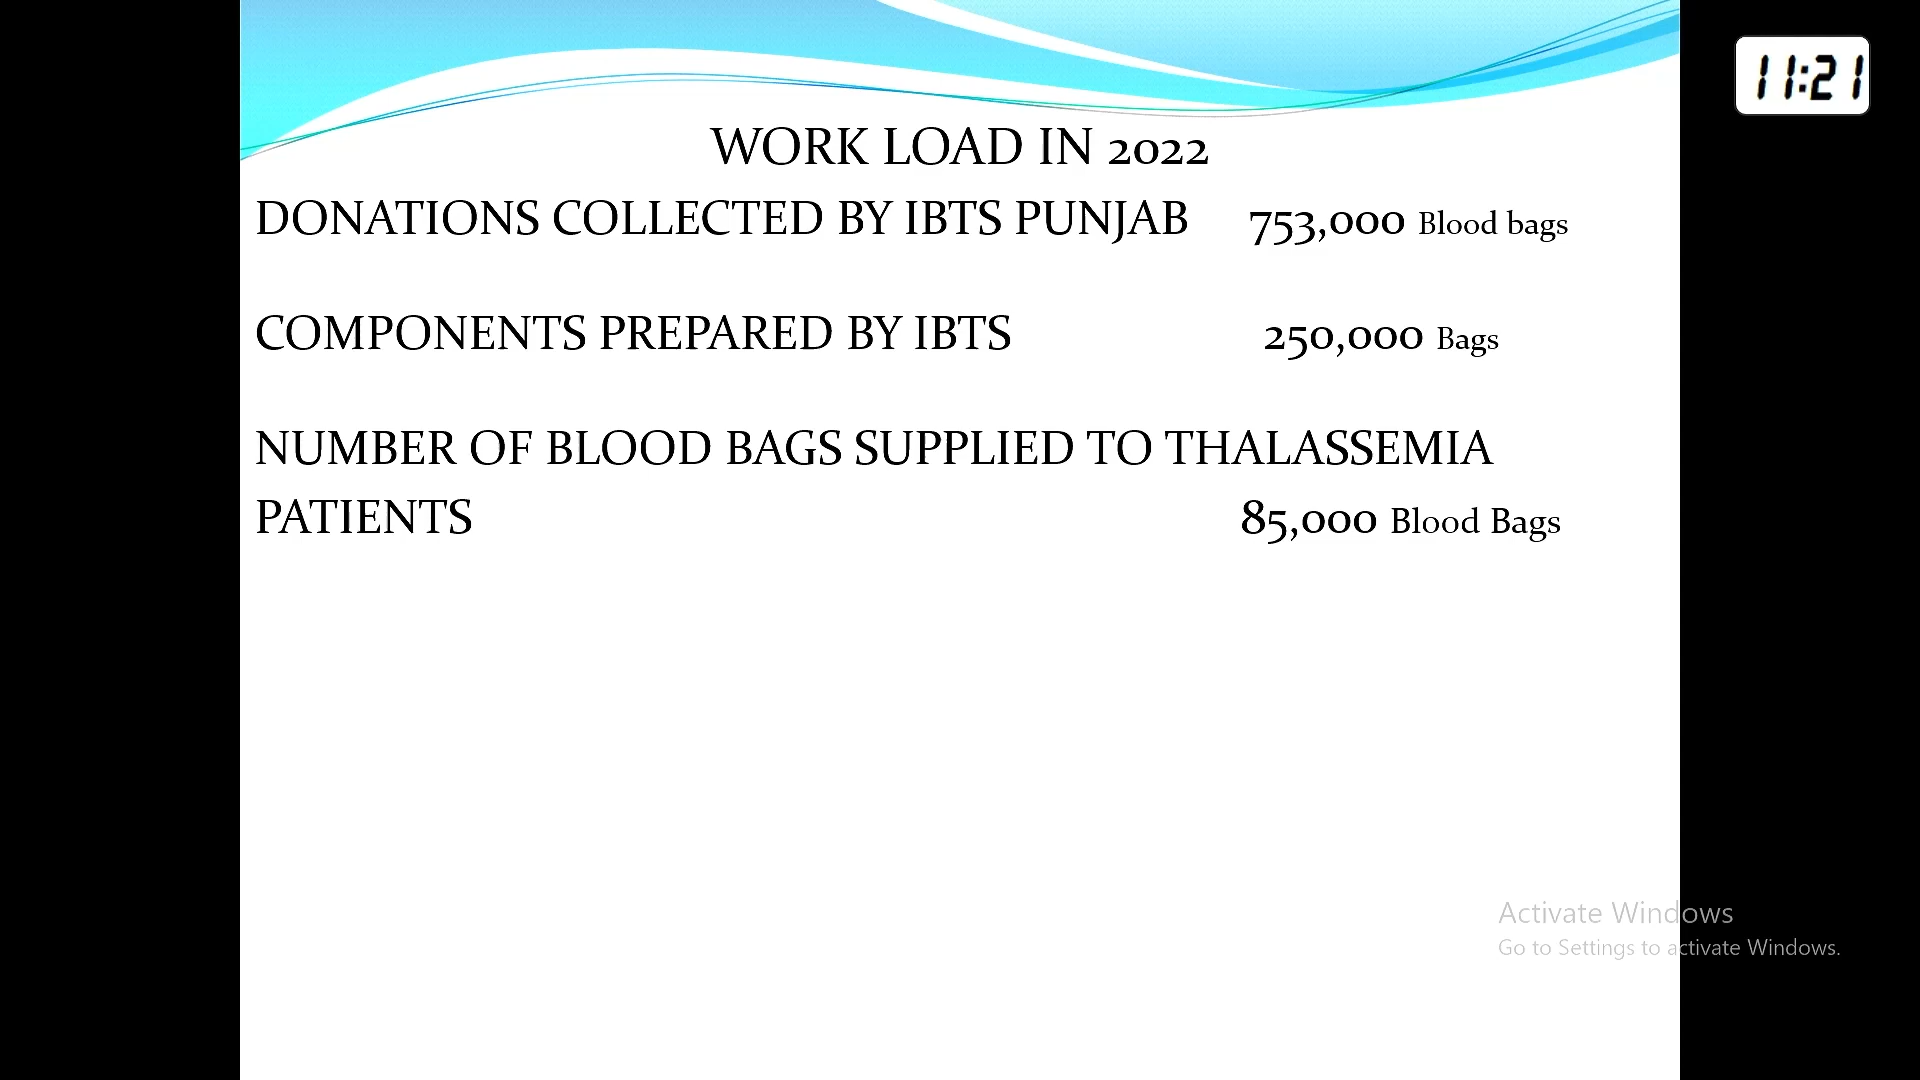 11:21
WORK LOAD IN 2022
DONATIONS COLLECTED BY IBTS PUNJAB 753,000 Blood bags
COMPONENTS PREPARED BY IBTS 250,000 Bags
NUMBER OF BLOOD BAGS SUPPLIED TO THALASSEMIA
PATIENTS 85,000 Blood Bags
Activate Windows
Go to Settings to activate Windows.